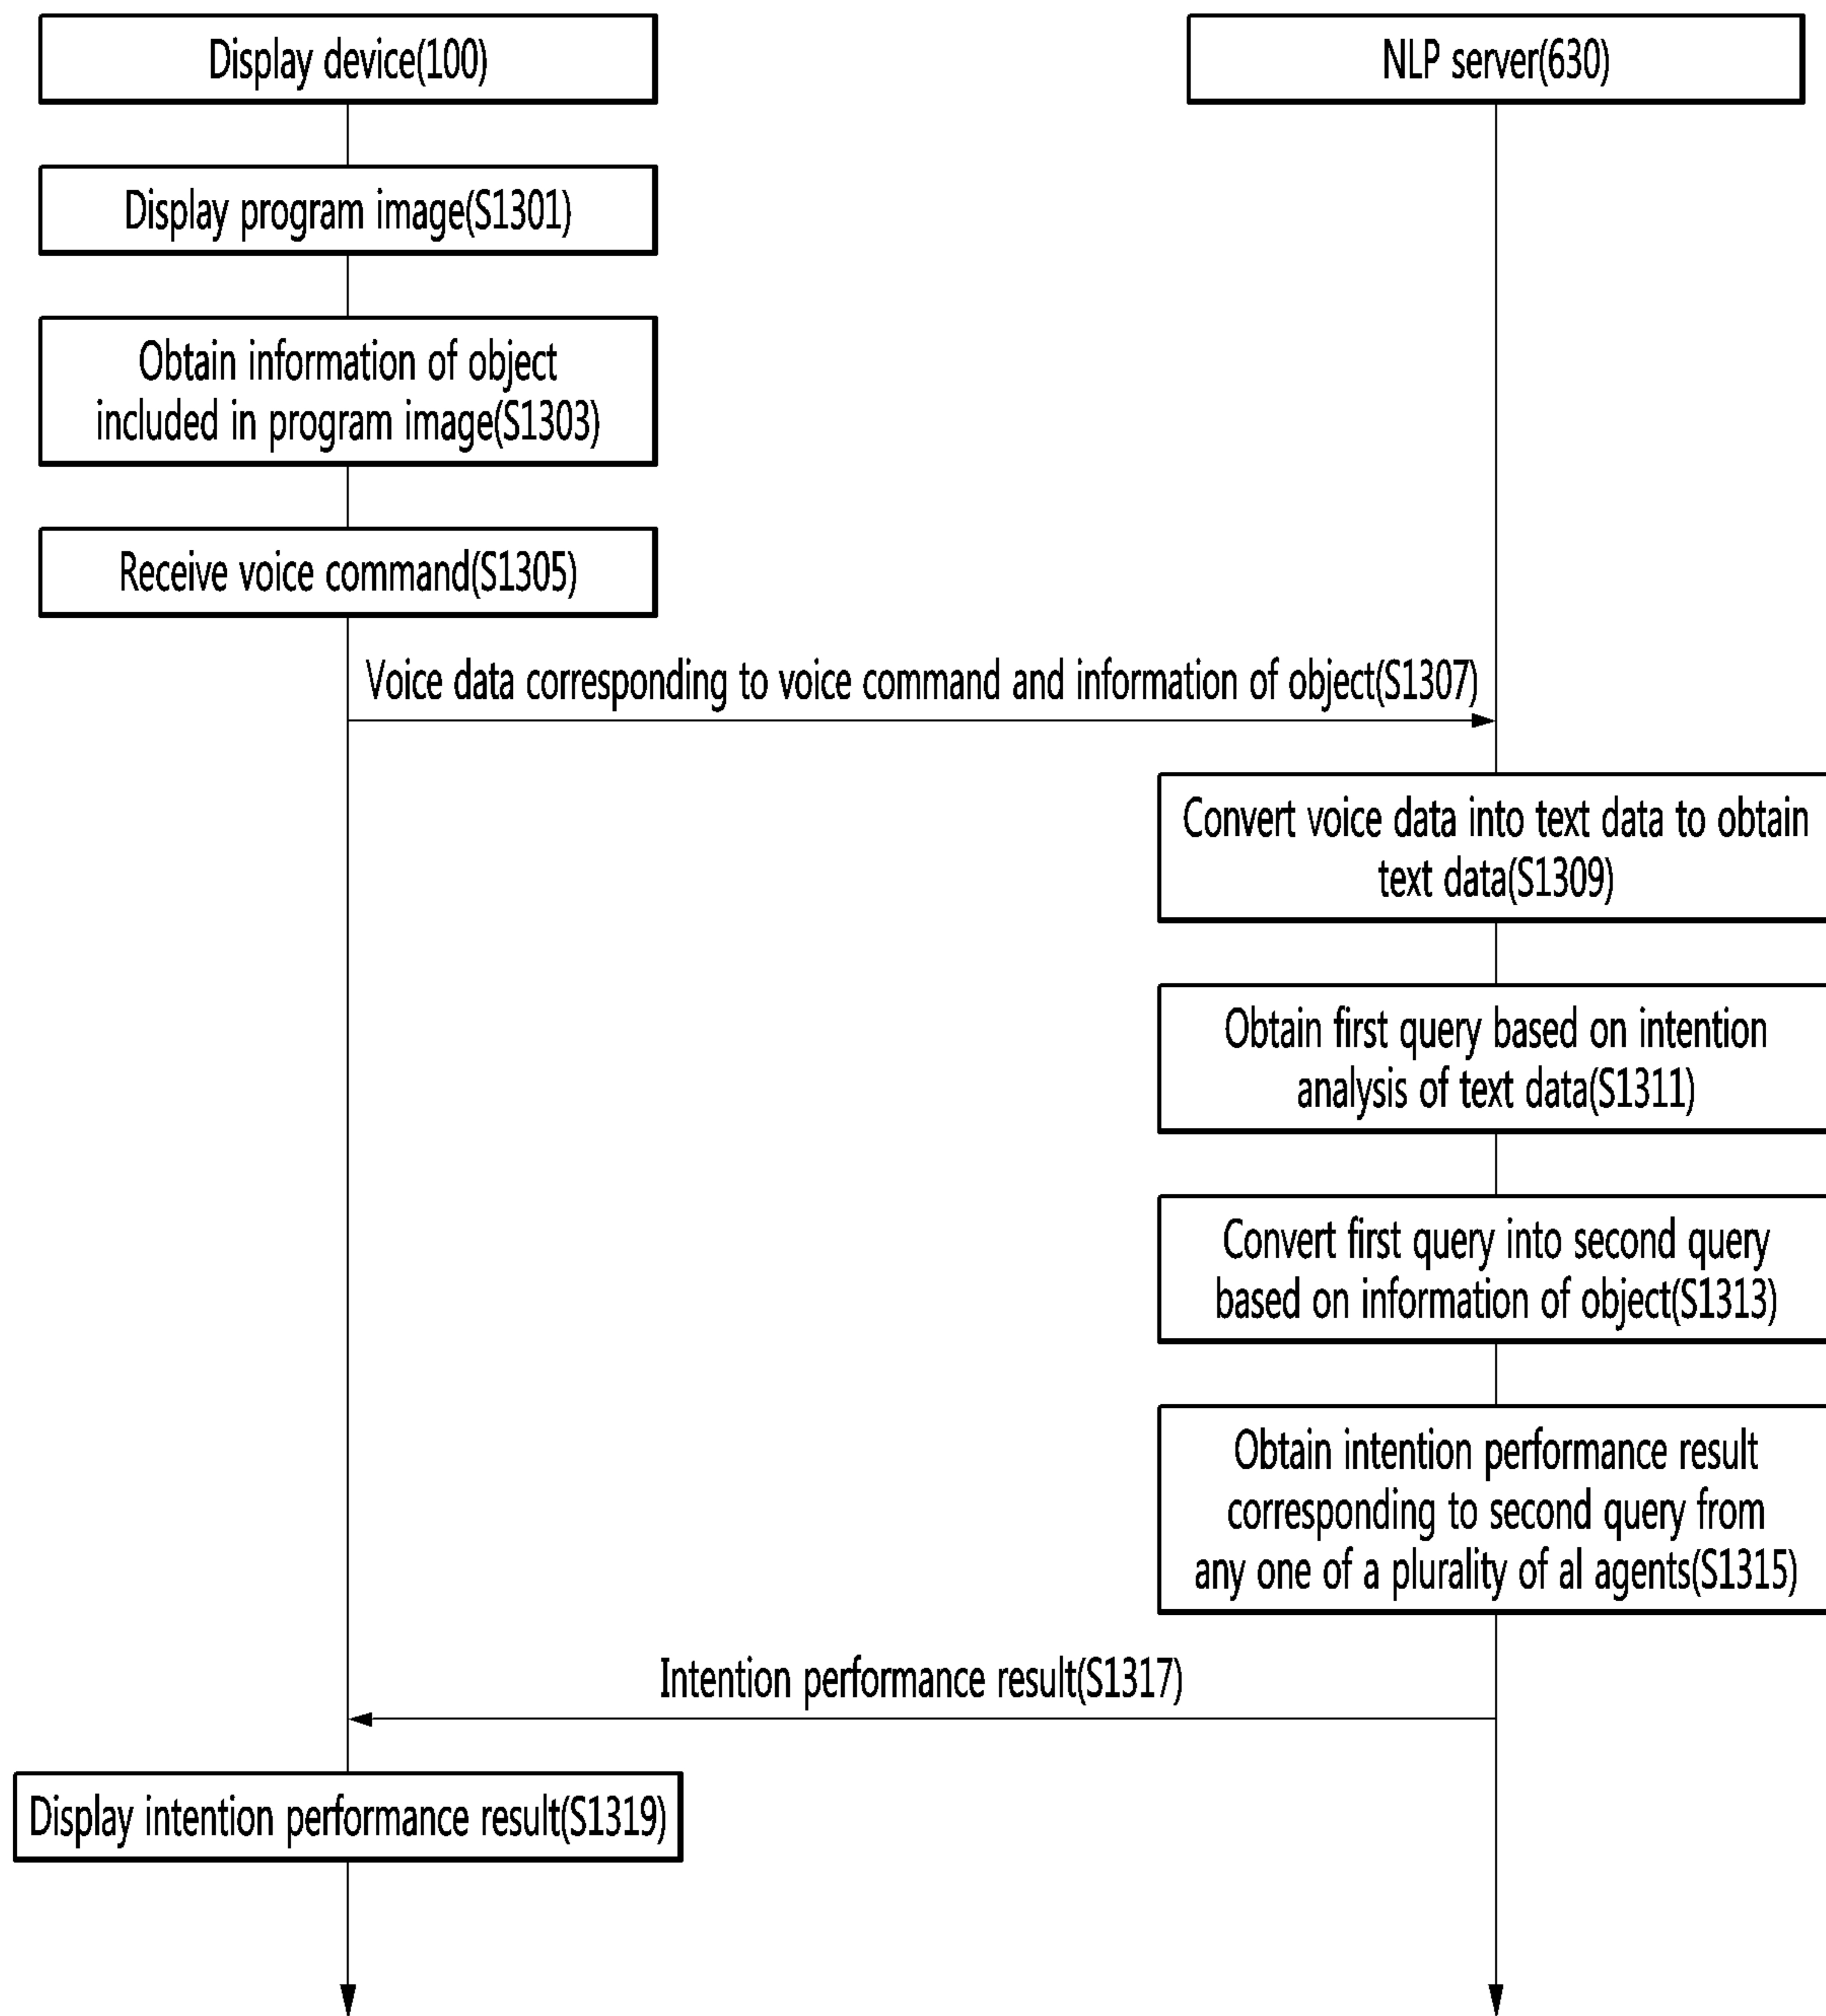 Display device(100)
NLP server(630)
Display program image(S1301)
Obtain information of object
included in program image(S1303)
Receive voice command(S1305)
Voice data corresponding to voice command and information of object(S1307)
Convert voice data into text data to obtain
text data(S1309)
Obtain first query based on intention
analysis of text data(S1311)
Convert first query into second query
based on information of object(S1313)
Obtain intention performance result
corresponding to second query from
any one of a plurality of al agents(S1315)
Intention performance result(S1317)
Display intention performance result(S1319)